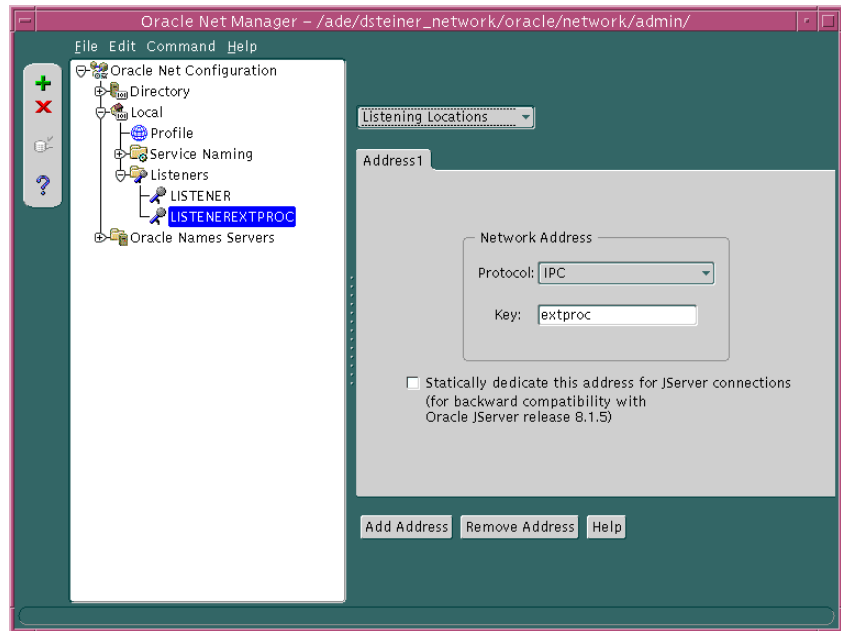 Oracle Net Manager – /ade/dsteiner_network/oracle/network/admin/
File Edit Command Help
Oracle Net Configuration
Directory
Local
Profile
Service Naming
Listeners
LISTENER
LISTENEREXTPROC
Oracle Names Servers
Listening Locations
Address1
Network Address
Protocol: IPC
Key: extproc
Statically dedicate this address for JServer connections
(for backward compatibility with
Oracle JServer release 8.1.5)
Add Address Remove Address Help